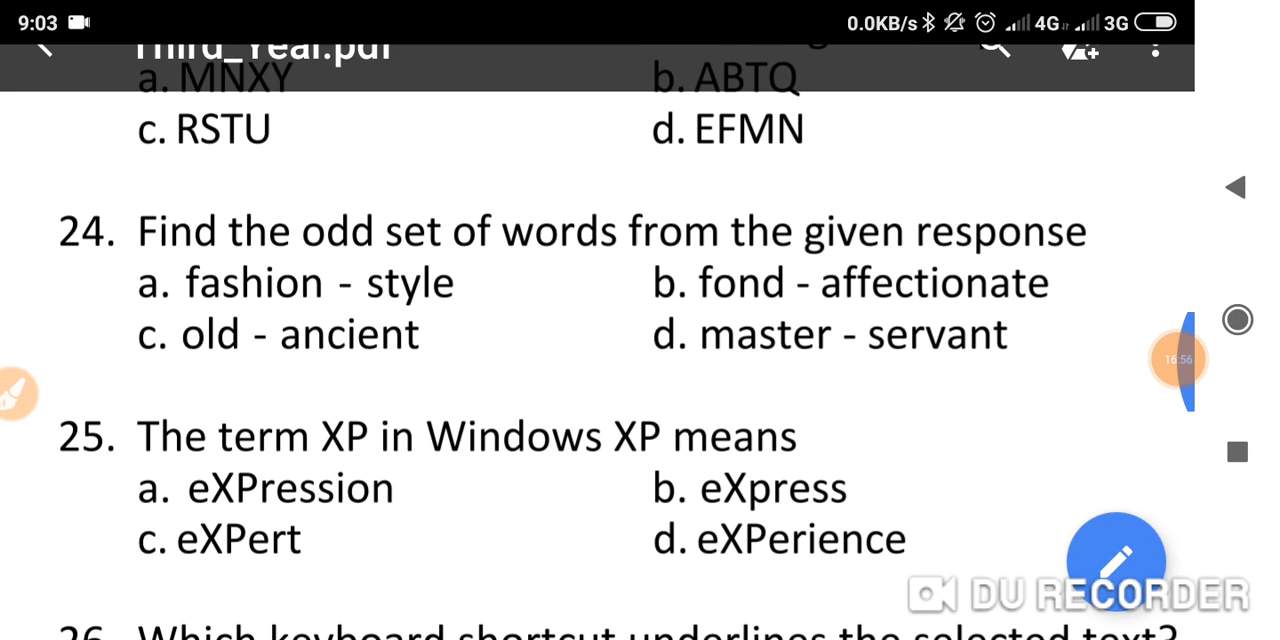 9:03 0.0KB/s 4G 3G
Third_Year.pdf
a. MNXY b. ABTQ
c. RSTU d. EFMN
24. Find the odd set of words from the given response
a. fashion - style b. fond - affectionate
c. old - ancient d. master - servant
16:56
25. The term XP in Windows XP means
a. eXPression b. eXpress
c. eXPert d. eXPerience
DU RECORDER
26. Which keyboard shortcut underlines the selected text?